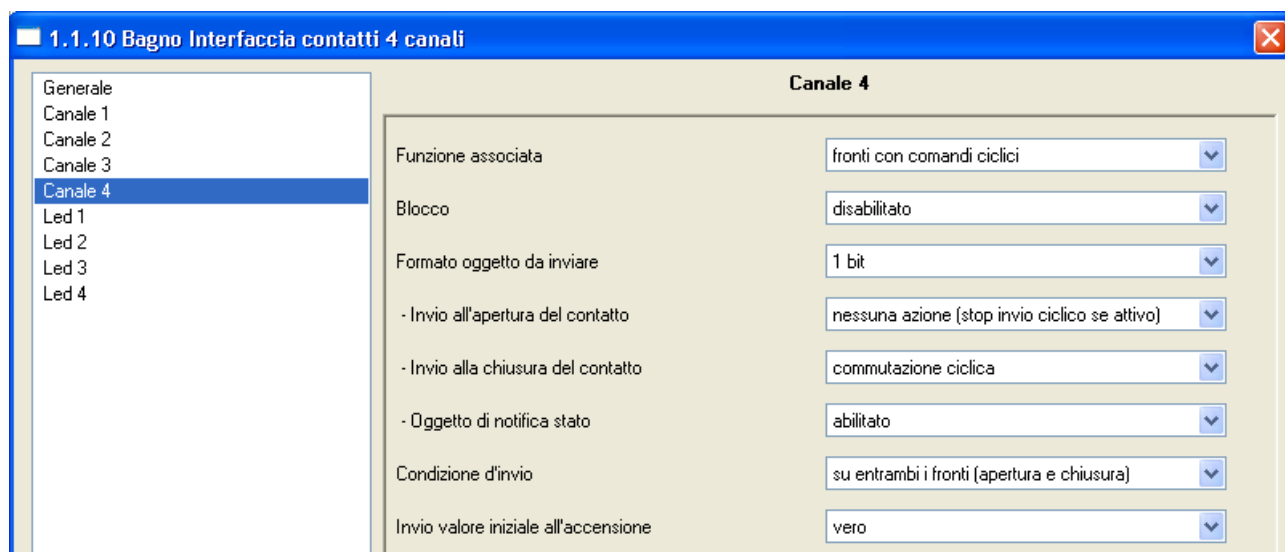 1.1.10 Bagno Interfaccia contatti 4 canali
Generale
Canale 1
Canale 2
Canale 3
Canale 4
Led 1
Led 2
Led 3
Led 4
Canale 4
Funzione associata fronti con comandi ciclici
Blocco disabilitato
Formato oggetto da inviare 1 bit
- Invio all'apertura del contatto nessuna azione (stop invio ciclico se attivo)
- Invio alla chiusura del contatto commutazione ciclica
- Oggetto di notifica stato abilitato
Condizione d'invio su entrambi i fronti (apertura e chiusura)
Invio valore iniziale all'accensione vero